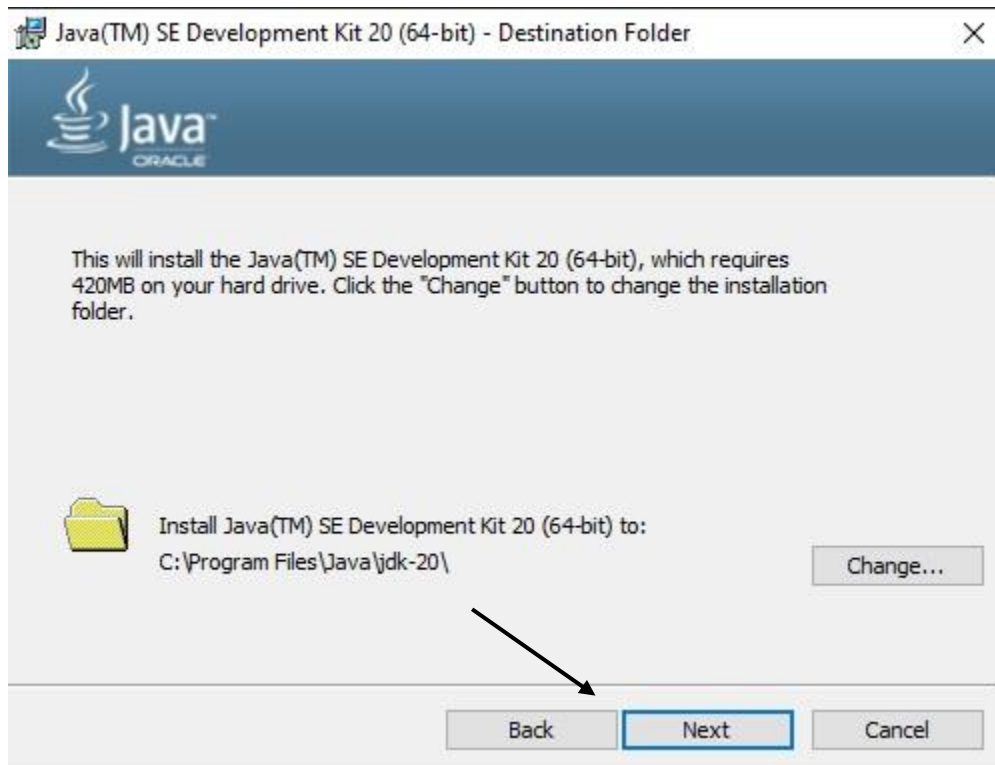 Java(TM) SE Development Kit 20 (64-bit) - Destination Folder
Java™
ORACLE
This will install the Java(TM) SE Development Kit 20 (64-bit), which requires
420MB on your hard drive. Click the "Change" button to change the installation
folder.
Install Java(TM) SE Development Kit 20 (64-bit) to:
C:\Program Files\Java\jdk-20\
Change...
Back
Next
Cancel